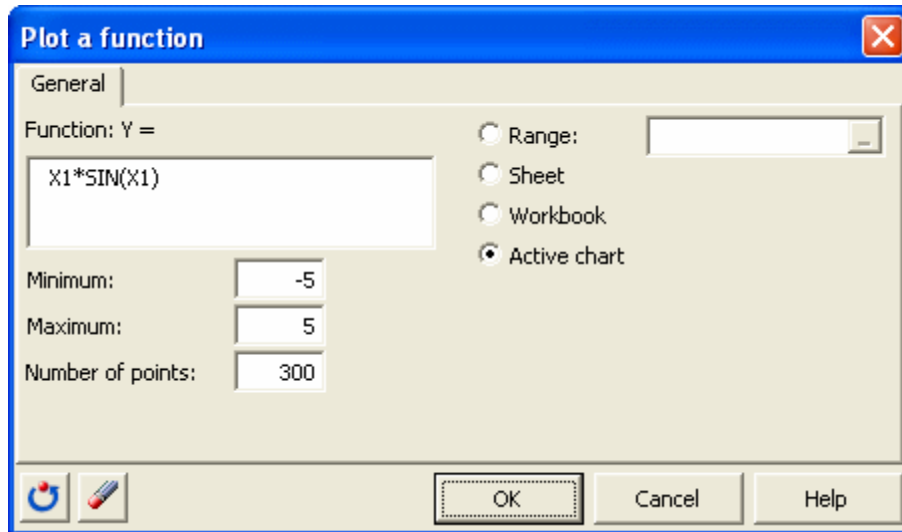 Plot a function
General
Function: Y =
X1*SIN(X1)
Minimum: -5
Maximum: 5
Number of points: 300
Range: _
Sheet
Workbook
Active chart
OK Cancel Help